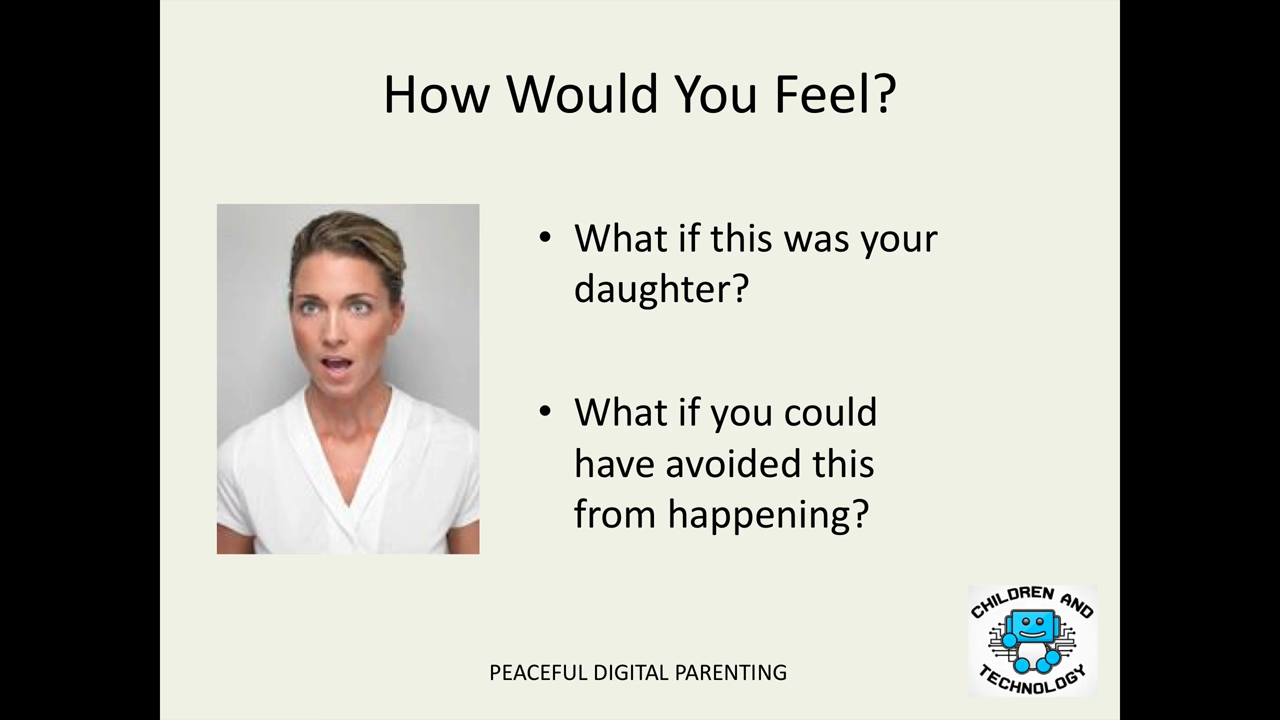 How Would You Feel?
• What if this was your
daughter?
• What if you could
have avoided this
from happening?
PEACEFUL DIGITAL PARENTING
CHILDREN AND
TECHNOLOGY